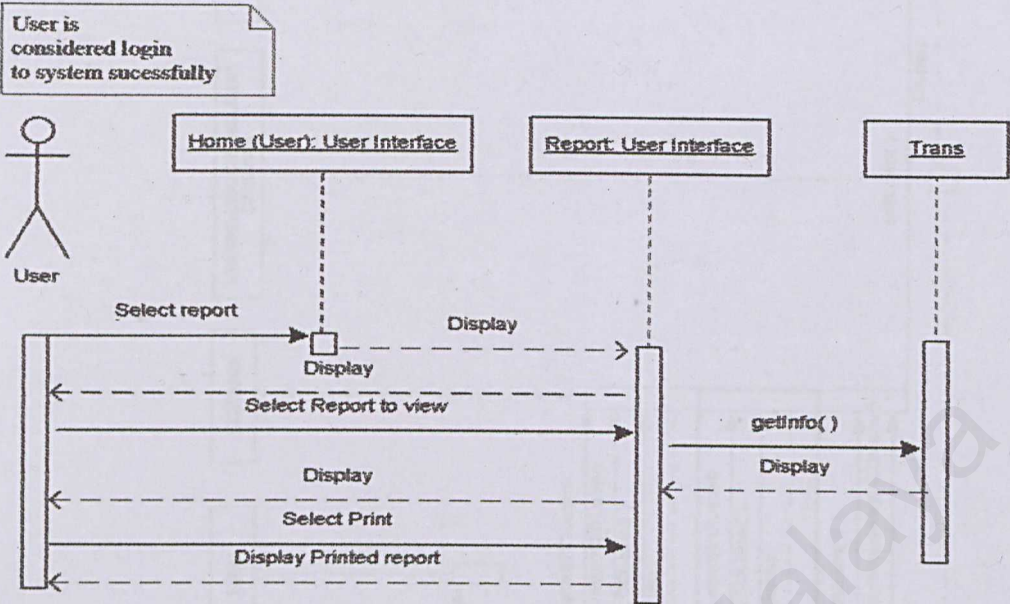 User is
considered login
to system sucessfully
Home (User): User Interface
Report: User Interface
Trans
User
Select report
Display
Display
Select Report to view
getInfo( )
Display
Display
Select Print
Display Printed report
alaya